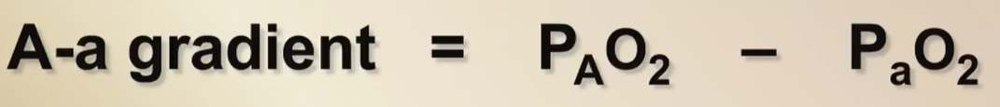 A-a gradient = PAO2 – PaO2